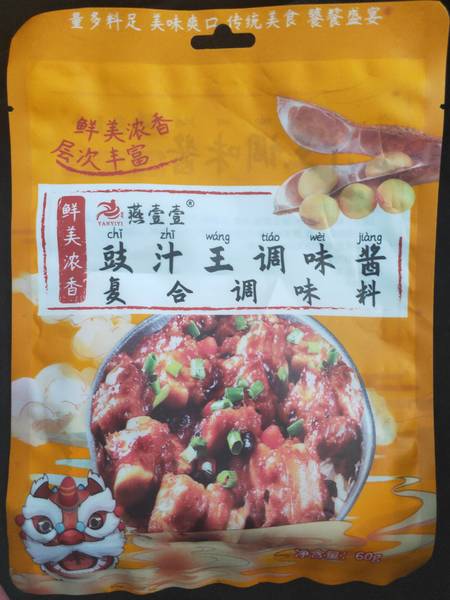 量多料足 美味爽口 传统美食 饕餮盛宴
鲜美浓香
层次丰富
鲜美浓香
YANYIYI
燕壹壹®
chǐ zhī wáng tiáo wèi jiàng
豉汁王调味酱
复合调味料
净含量：60g